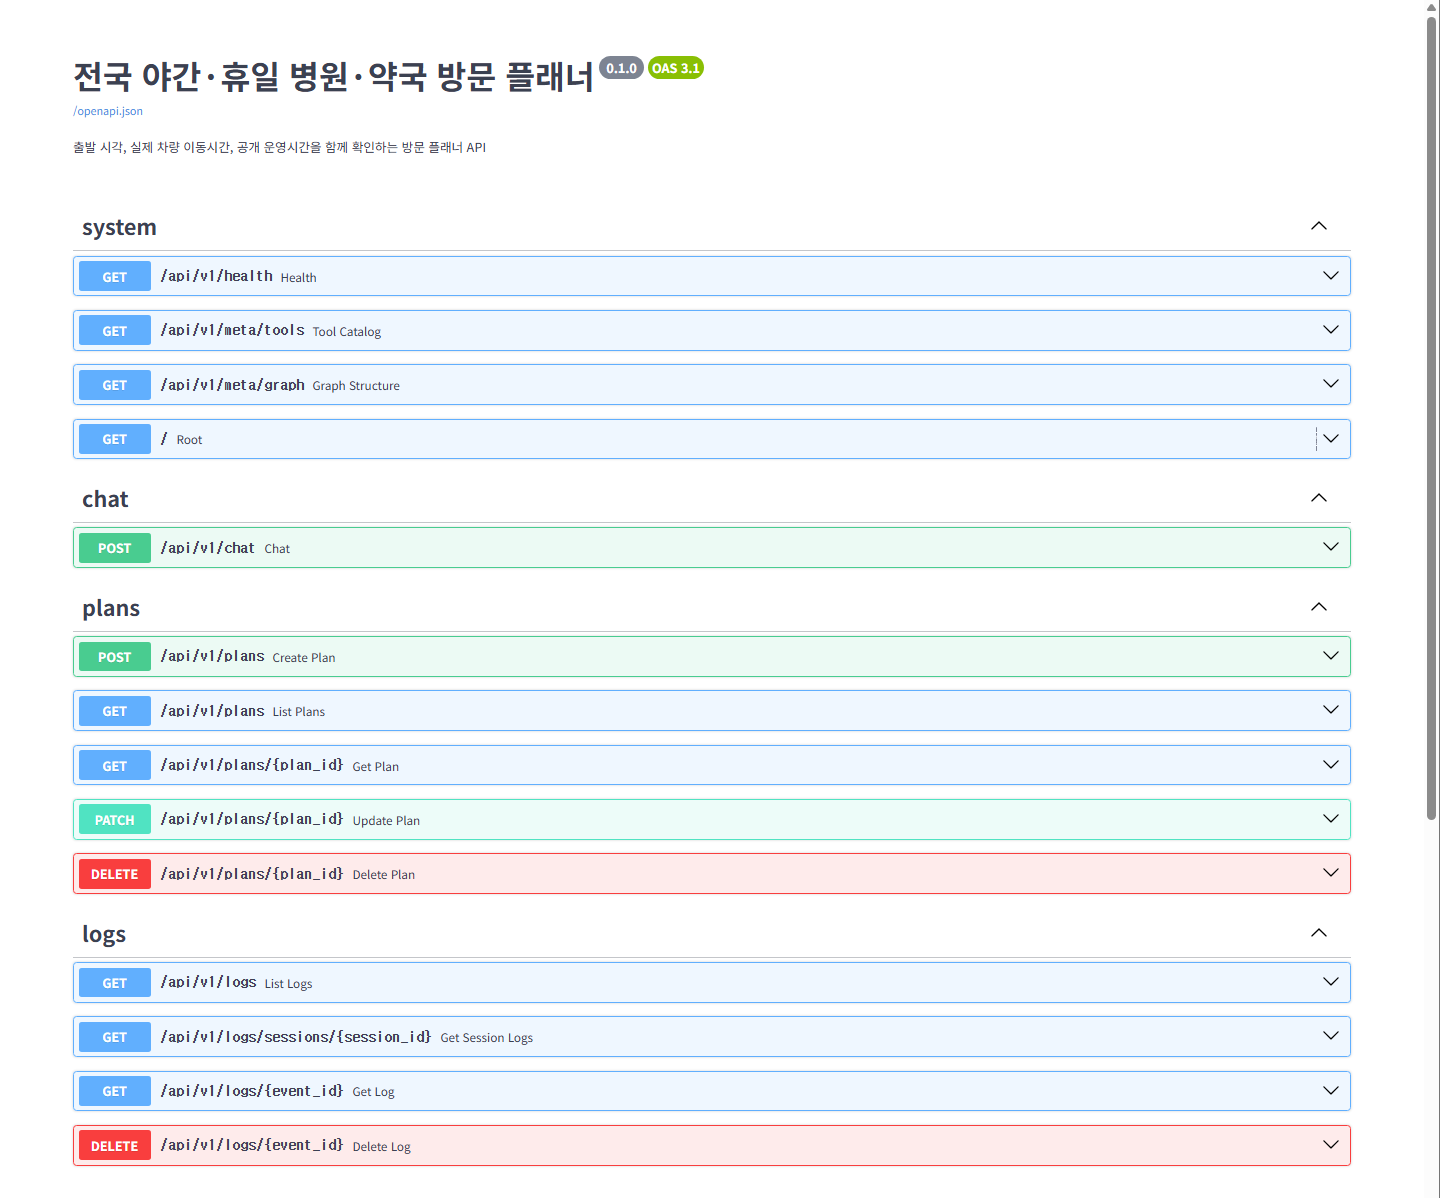 전국 야간·휴일 병원·약국 방문 플래너 0.1.0 OAS 3.1
/openapi.json
출발 시각, 실제 차량 이동시간, 공개 운영시간을 함께 확인하는 방문 플래너 API
system
GET /api/v1/health Health
GET /api/v1/meta/tools Tool Catalog
GET /api/v1/meta/graph Graph Structure
GET / Root
chat
POST /api/v1/chat Chat
plans
POST /api/v1/plans Create Plan
GET /api/v1/plans List Plans
GET /api/v1/plans/{plan_id} Get Plan
PATCH /api/v1/plans/{plan_id} Update Plan
DELETE /api/v1/plans/{plan_id} Delete Plan
logs
GET /api/v1/logs List Logs
GET /api/v1/logs/sessions/{session_id} Get Session Logs
GET /api/v1/logs/{event_id} Get Log
DELETE /api/v1/logs/{event_id} Delete Log